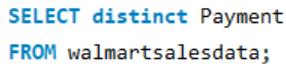 SELECT distinct Payment
FROM walmartsalesdata;